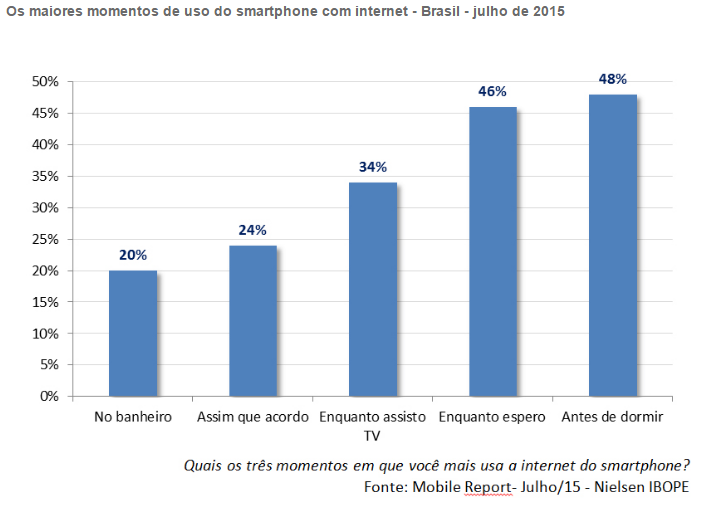 Os maiores momentos de uso do smartphone com internet - Brasil - julho de 2015
50%
45%
40%
35%
30%
25%
20%
15%
10%
5%
0%
20%
24%
34%
46%
48%
No banheiro
Assim que acordo
Enquanto assisto
TV
Enquanto espero
Antes de dormir
Quais os três momentos em que você mais usa a internet do smartphone?
Fonte: Mobile Report- Julho/15 - Nielsen IBOPE